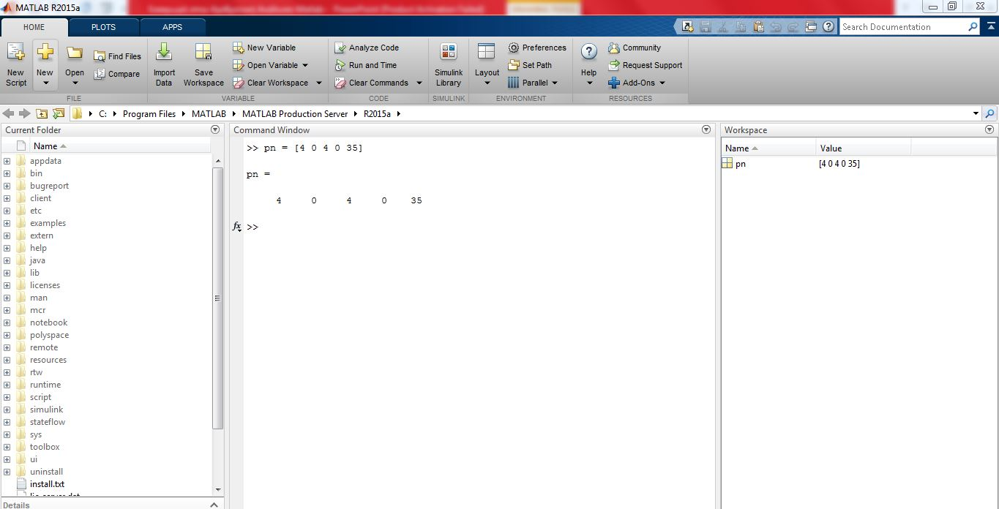 MATLAB R2015a
HOME PLOTS APPS
Search Documentation
New Script
New
Open
Find Files
Compare
FILE
Import Data
Save Workspace
New Variable
Open Variable
Clear Workspace
VARIABLE
Analyze Code
Run and Time
Clear Commands
CODE
Simulink Library
SIMULINK
Layout
Preferences
Set Path
Parallel
ENVIRONMENT
Help
Community
Request Support
Add-Ons
RESOURCES
C: Program Files MATLAB MATLAB Production Server R2015a
Current Folder
Name
appdata
bin
bugreport
client
etc
examples
extern
help
java
lib
licenses
man
mcr
notebook
polyspace
remote
resources
rtw
runtime
script
simulink
stateflow
sys
toolbox
ui
uninstall
install.txt
Details
Command Window
>> pn = [4 0 4 0 35]
pn =
4 0 4 0 35
fx >>
Workspace
Name Value
pn [4 0 4 0 35]